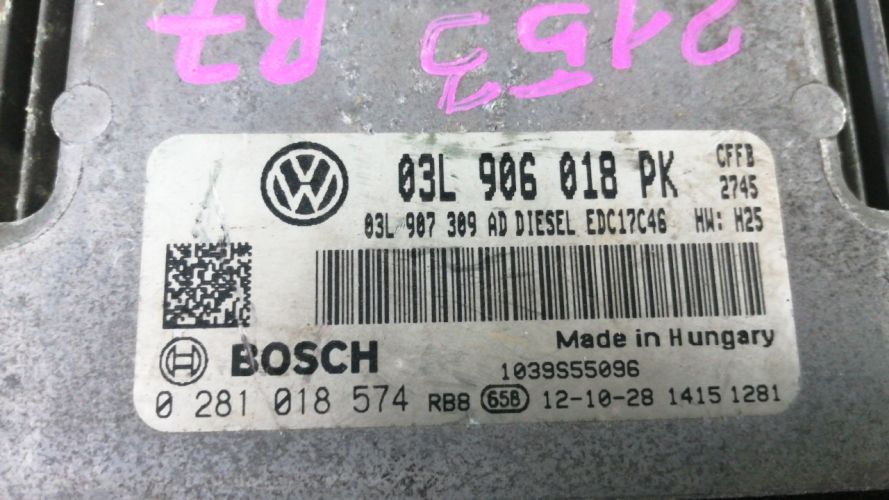 2153 B7
03L 906 018 PK CFFB
2745
03L 907 309 AD DIESEL EDC17C46 HW: H25
BOSCH
Made in Hungary
1039S55096
0 281 018 574 RB8 658 12-10-28 1415 1281